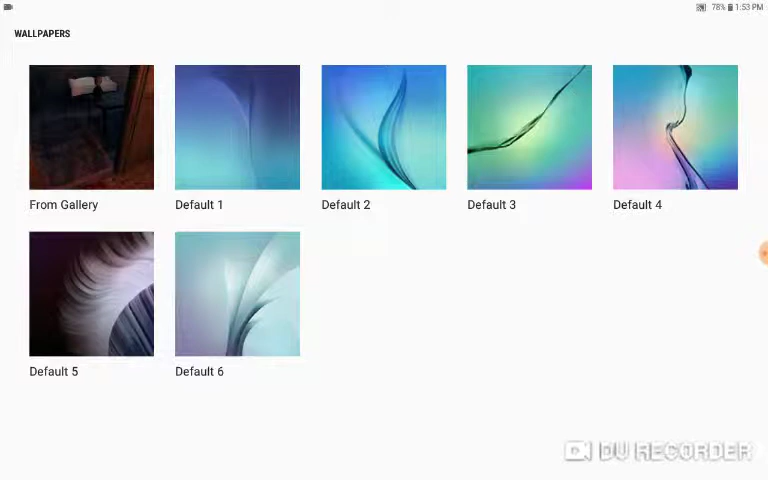 78% 1:53 PM
WALLPAPERS
From Gallery
Default 1
Default 2
Default 3
Default 4
Default 5
Default 6
DU RECORDER